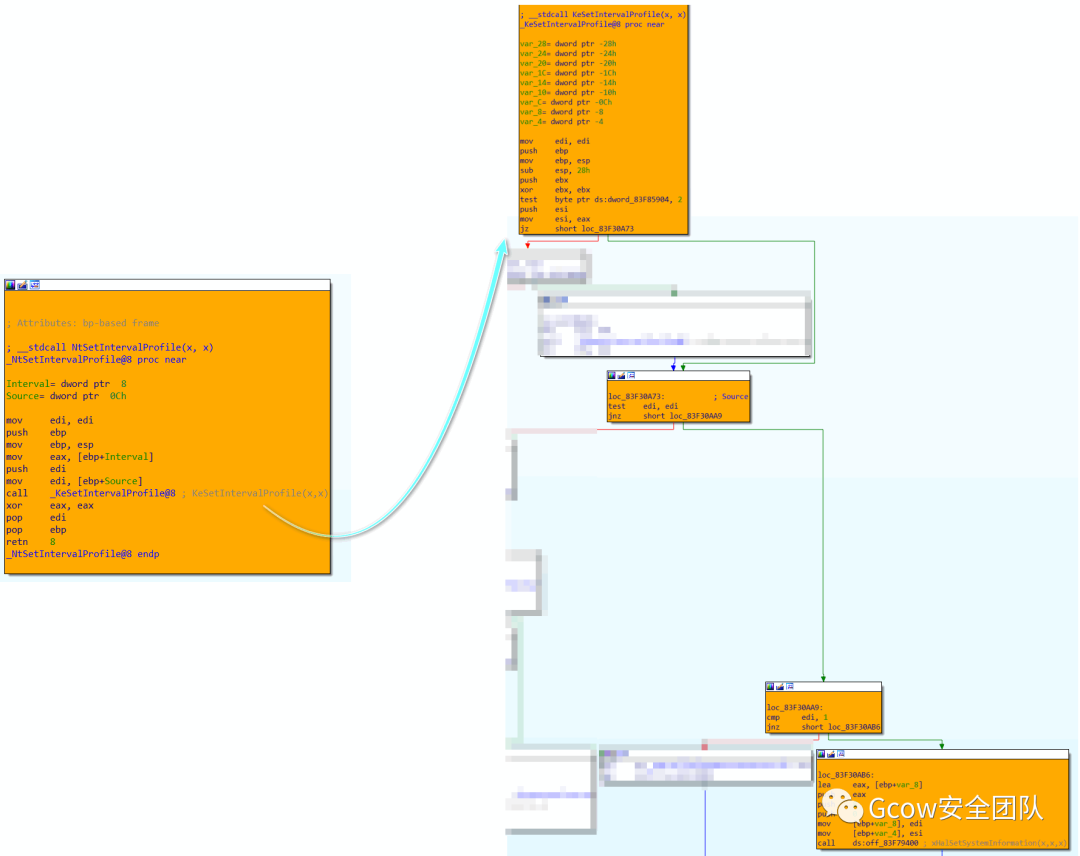 ; Attributes: bp-based frame
; __stdcall NtSetIntervalProfile(x, x)
_NtSetIntervalProfile@8 proc near
Interval= dword ptr  8
Source= dword ptr  0Ch
mov     edi, edi
push    ebp
mov     ebp, esp
mov     eax, [ebp+Interval]
push    edi
mov     edi, [ebp+Source]
call    _KeSetIntervalProfile@8 ; KeSetIntervalProfile(x,x)
xor     eax, eax
pop     edi
pop     ebp
retn    8
_NtSetIntervalProfile@8 endp
; __stdcall KeSetIntervalProfile(x, x)
_KeSetIntervalProfile@8 proc near
var_28= dword ptr -28h
var_24= dword ptr -24h
var_20= dword ptr -20h
var_1C= dword ptr -1Ch
var_14= dword ptr -14h
var_10= dword ptr -10h
var_C= dword ptr -0Ch
var_8= dword ptr -8
var_4= dword ptr -4
mov     edi, edi
push    ebp
mov     ebp, esp
sub     esp, 28h
push    ebx
xor     ebx, ebx
test    byte ptr ds:dword_83F85904, 2
push    esi
mov     esi, eax
jz      short loc_83F30A73
loc_83F30A73:           ; Source
test    edi, edi
jnz     short loc_83F30AA9
loc_83F30AA9:
cmp     edi, 1
jnz     short loc_83F30AB6
loc_83F30AB6:
lea     eax, [ebp+var_8]
eax
mov     [ebp+var_8], edi
mov     [ebp+var_4], esi
call    ds:off_83F79400 ; xHalSetSystemInformation(x,x,x)
Gcow安全团队